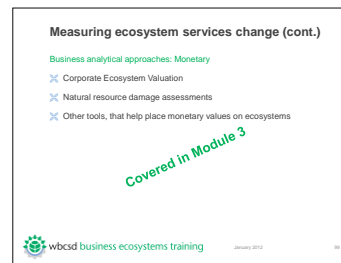 Measuring ecosystem services change (cont.)
Business analytical approaches: Monetary
Corporate Ecosystem Valuation
Natural resource damage assessments
Other tools, that help place monetary values on ecosystems
Covered in Module 3
wbcsd business ecosystems training
January 2012